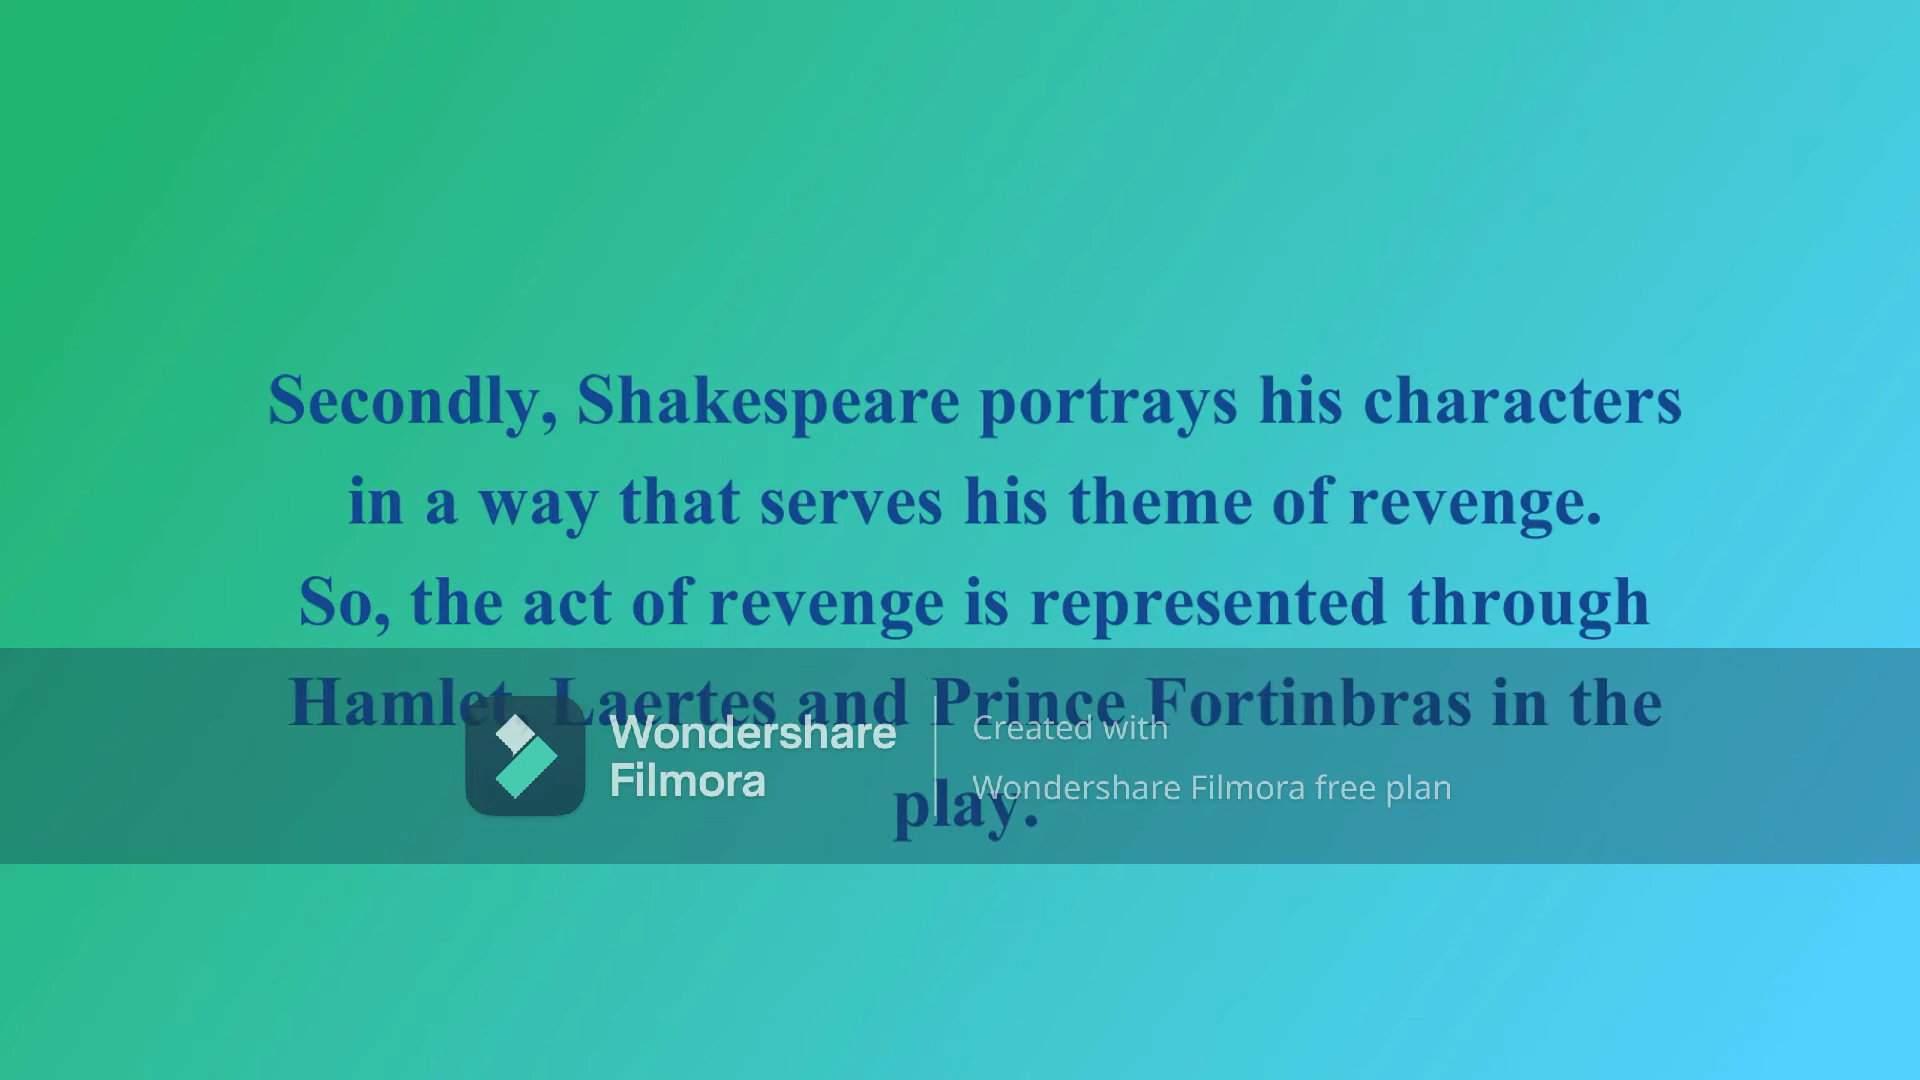 Secondly, Shakespeare portrays his characters
in a way that serves his theme of revenge.
So, the act of revenge is represented through
Hamlet, Laertes and Prince Fortinbras in the
play.
Wondershare
Filmora
Created with
Wondershare Filmora free plan